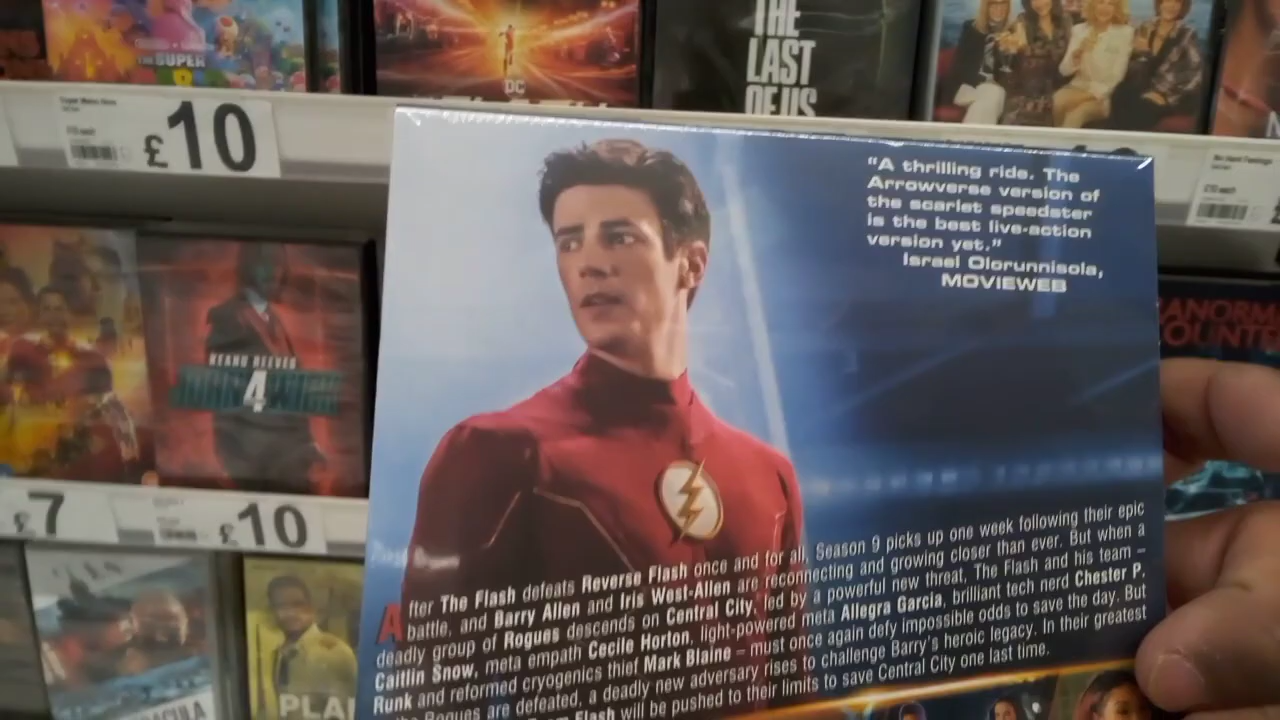 THE SUPER
DC
THE
LAST
OF US
£10
"A thrilling ride. The
Arrowverse version of
the scarlet speedster
is the best live-action
version yet."
Israel Olorunnisola,
MOVIEWEB
KEANU REEVES
4
£7
£10
After The Flash defeats Reverse Flash once and for all, Season 9 picks up one week following their epic
battle, and Barry Allen and Iris West-Allen are reconnecting and growing closer than ever. But when a
deadly group of Rogues descends on Central City, led by a powerful new threat, The Flash and his team –
Caitlin Snow, meta empath Cecile Horton, light-powered meta Allegra Garcia, brilliant tech nerd Chester P.
Runk and reformed cryogenics thief Mark Blaine – must once again defy impossible odds to save the day. But
Rogues are defeated, a deadly new adversary rises to challenge Barry's heroic legacy. In their greatest
Flash will be pushed to their limits to save Central City one last time.